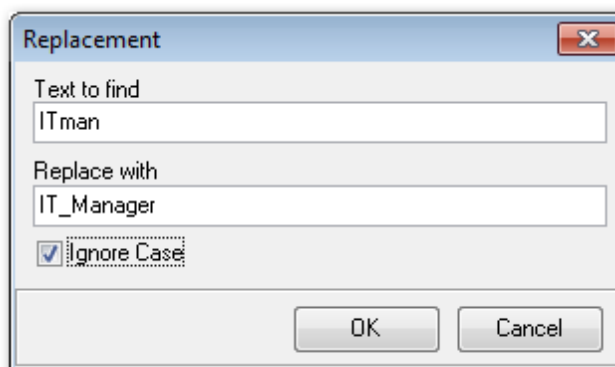 Replacement
Text to find
ITman
Replace with
IT_Manager
Ignore Case
OK
Cancel